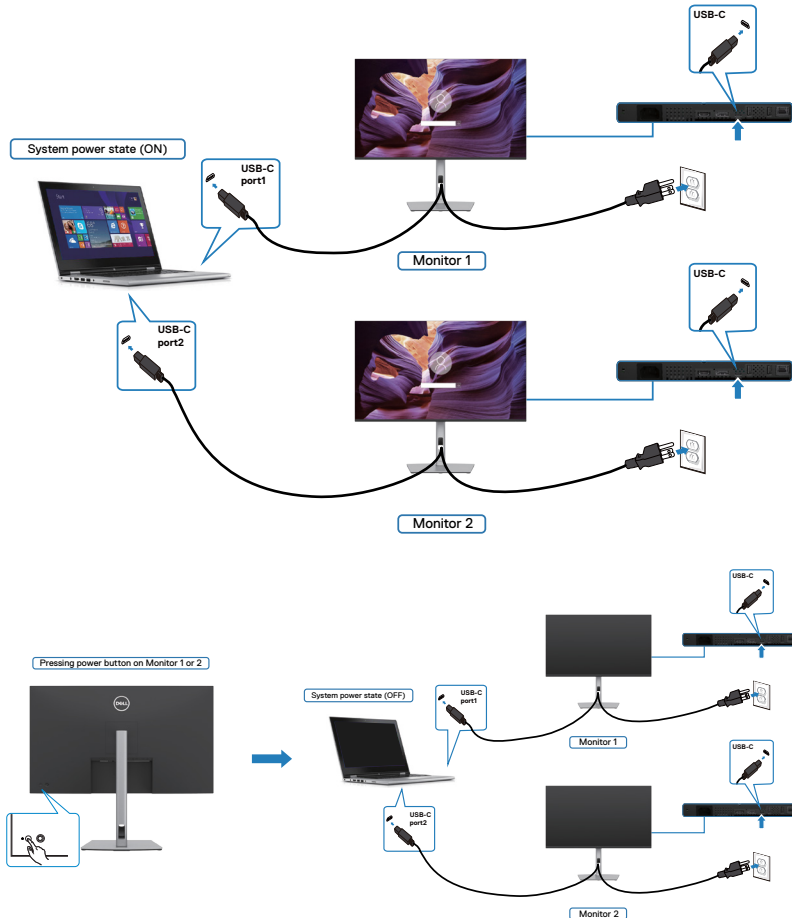 USB-C
System power state (ON)
USB-C
port1
Monitor 1
USB-C
USB-C
port2
Monitor 2
USB-C
Pressing power button on Monitor 1 or 2
DELL
System power state (OFF)
USB-C
port1
Monitor 1
USB-C
USB-C
port2
Monitor 2